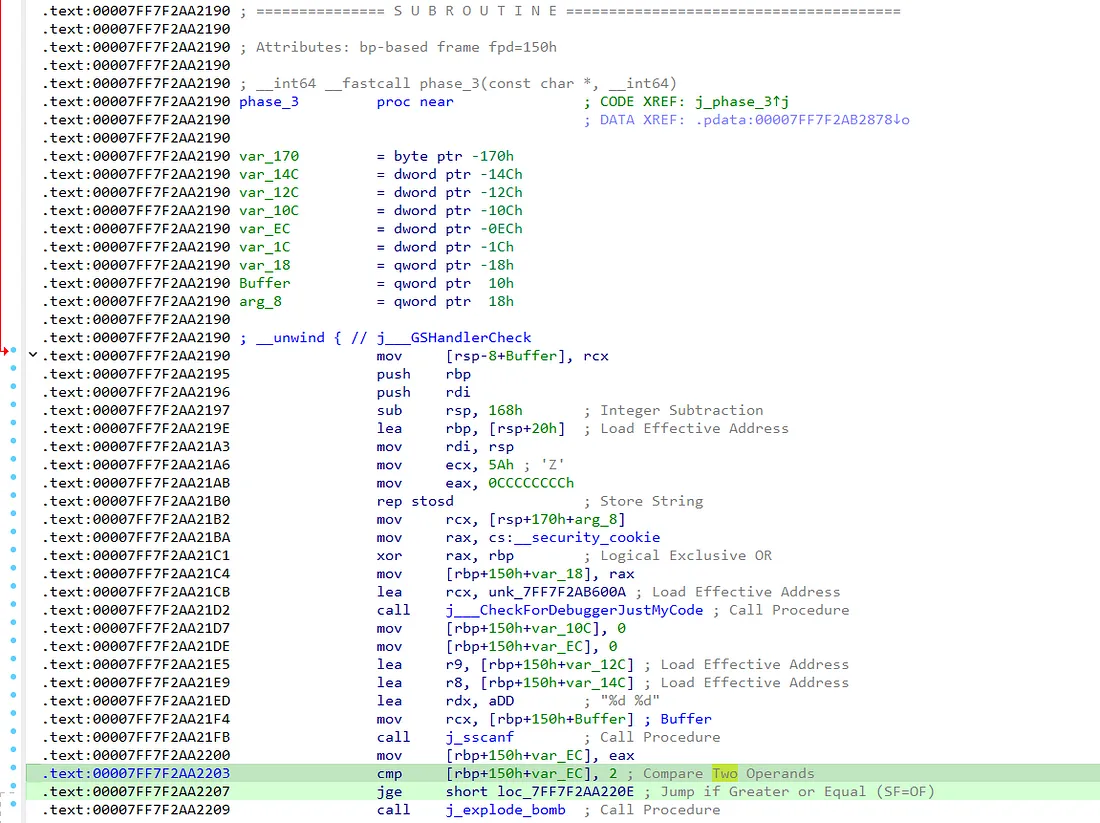 .text:00007FF7F2AA2190 ; =============== S U B R O U T I N E =======================================
.text:00007FF7F2AA2190
.text:00007FF7F2AA2190 ; Attributes: bp-based frame fpd=150h
.text:00007FF7F2AA2190
.text:00007FF7F2AA2190 ; __int64 __fastcall phase_3(const char *, __int64)
.text:00007FF7F2AA2190 phase_3         proc near               ; CODE XREF: j_phase_3↑j
.text:00007FF7F2AA2190                                         ; DATA XREF: .pdata:00007FF7F2AB2878↓o
.text:00007FF7F2AA2190
.text:00007FF7F2AA2190 var_170         = byte ptr -170h
.text:00007FF7F2AA2190 var_14C         = dword ptr -14Ch
.text:00007FF7F2AA2190 var_12C         = dword ptr -12Ch
.text:00007FF7F2AA2190 var_10C         = dword ptr -10Ch
.text:00007FF7F2AA2190 var_EC          = dword ptr -0ECh
.text:00007FF7F2AA2190 var_1C          = dword ptr -1Ch
.text:00007FF7F2AA2190 var_18          = qword ptr -18h
.text:00007FF7F2AA2190 Buffer          = qword ptr  10h
.text:00007FF7F2AA2190 arg_8           = qword ptr  18h
.text:00007FF7F2AA2190
.text:00007FF7F2AA2190 ; __unwind { // j___GSHandlerCheck
.text:00007FF7F2AA2190                 mov     [rsp-8+Buffer], rcx
.text:00007FF7F2AA2195                 push    rbp
.text:00007FF7F2AA2196                 push    rdi
.text:00007FF7F2AA2197                 sub     rsp, 168h       ; Integer Subtraction
.text:00007FF7F2AA219E                 lea     rbp, [rsp+20h]  ; Load Effective Address
.text:00007FF7F2AA21A3                 mov     rdi, rsp
.text:00007FF7F2AA21A6                 mov     ecx, 5Ah ; 'Z'
.text:00007FF7F2AA21AB                 mov     eax, 0CCCCCCCCh
.text:00007FF7F2AA21B0                 rep stosd               ; Store String
.text:00007FF7F2AA21B2                 mov     rcx, [rsp+170h+arg_8]
.text:00007FF7F2AA21BA                 mov     rax, cs:__security_cookie
.text:00007FF7F2AA21C1                 xor     rax, rbp        ; Logical Exclusive OR
.text:00007FF7F2AA21C4                 mov     [rbp+150h+var_18], rax
.text:00007FF7F2AA21CB                 lea     rcx, unk_7FF7F2AB600A ; Load Effective Address
.text:00007FF7F2AA21D2                 call    j___CheckForDebuggerJustMyCode ; Call Procedure
.text:00007FF7F2AA21D7                 mov     [rbp+150h+var_10C], 0
.text:00007FF7F2AA21DE                 mov     [rbp+150h+var_EC], 0
.text:00007FF7F2AA21E5                 lea     r9, [rbp+150h+var_12C] ; Load Effective Address
.text:00007FF7F2AA21E9                 lea     r8, [rbp+150h+var_14C] ; Load Effective Address
.text:00007FF7F2AA21ED                 lea     rdx, aDD        ; "%d %d"
.text:00007FF7F2AA21F4                 mov     rcx, [rbp+150h+Buffer] ; Buffer
.text:00007FF7F2AA21FB                 call    j_sscanf        ; Call Procedure
.text:00007FF7F2AA2200                 mov     [rbp+150h+var_EC], eax
.text:00007FF7F2AA2203                 cmp     [rbp+150h+var_EC], 2 ; Compare Two Operands
.text:00007FF7F2AA2207                 jge     short loc_7FF7F2AA220E ; Jump if Greater or Equal (SF=OF)
.text:00007FF7F2AA2209                 call    j_explode_bomb  ; Call Procedure